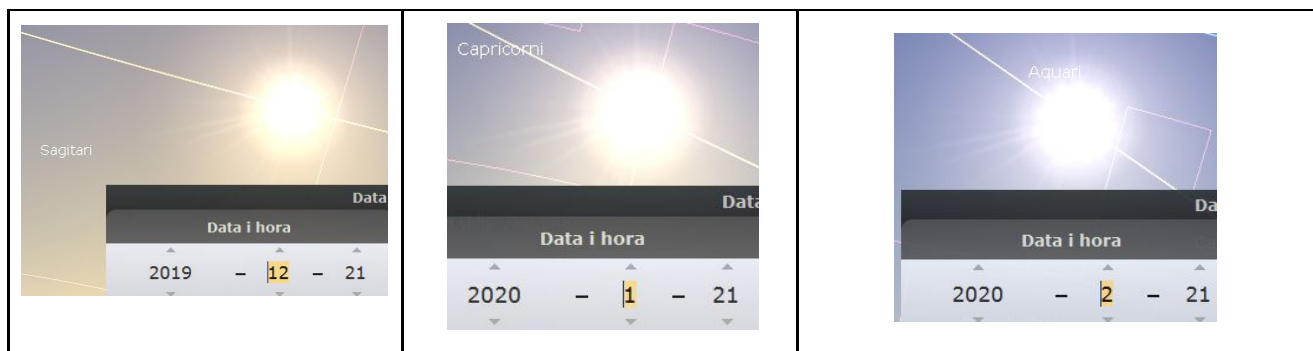 Sagitari
Data
Data i hora
2019 – 12 – 21
Capricorni
Data
Data i hora
2020 – 1 – 21
Aquari
Da
Data i hora
2020 – 2 – 21